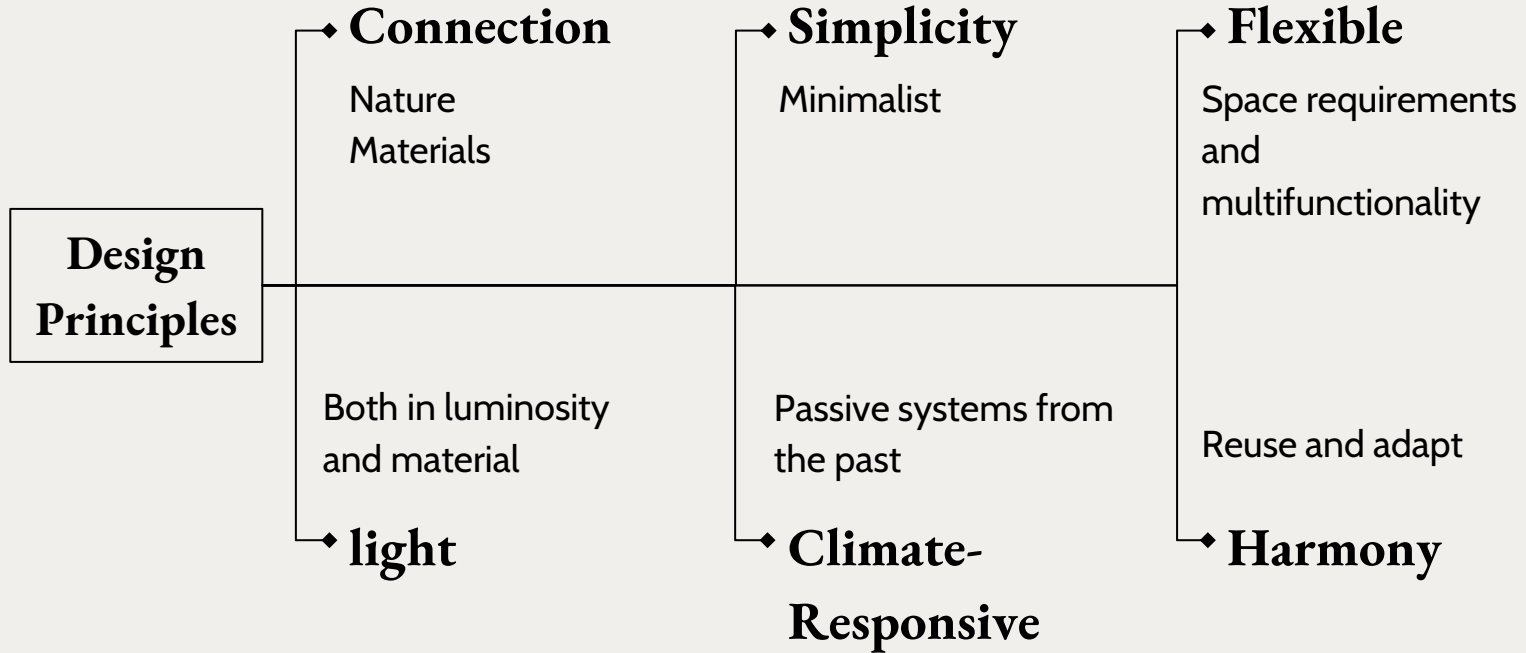 Connection
Nature
Materials
Simplicity
Minimalist
Flexible
Space requirements
and
multifunctionality
Design
Principles
Both in luminosity
and material
light
Passive systems from
the past
Climate-
Responsive
Reuse and adapt
Harmony